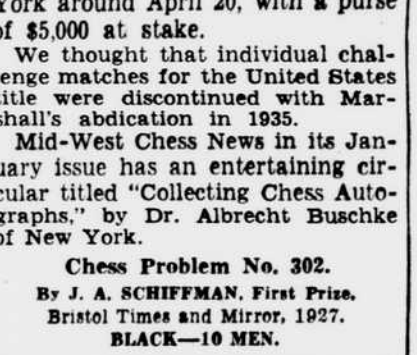 York around April 20, with a purse
of $5,000 at stake.
We thought that individual chal-
enge matches for the United States
title were discontinued with Mar-
shall's abdication in 1935.
Mid-West Chess News in its Jan-
uary issue has an entertaining cir-
cular titled "Collecting Chess Auto-
graphs," by Dr. Albrecht Buschke
of New York.
Chess Problem No. 302.
By J. A. SCHIFFMAN, First Prize,
Bristol Times and Mirror, 1927.
BLACK—10 MEN.